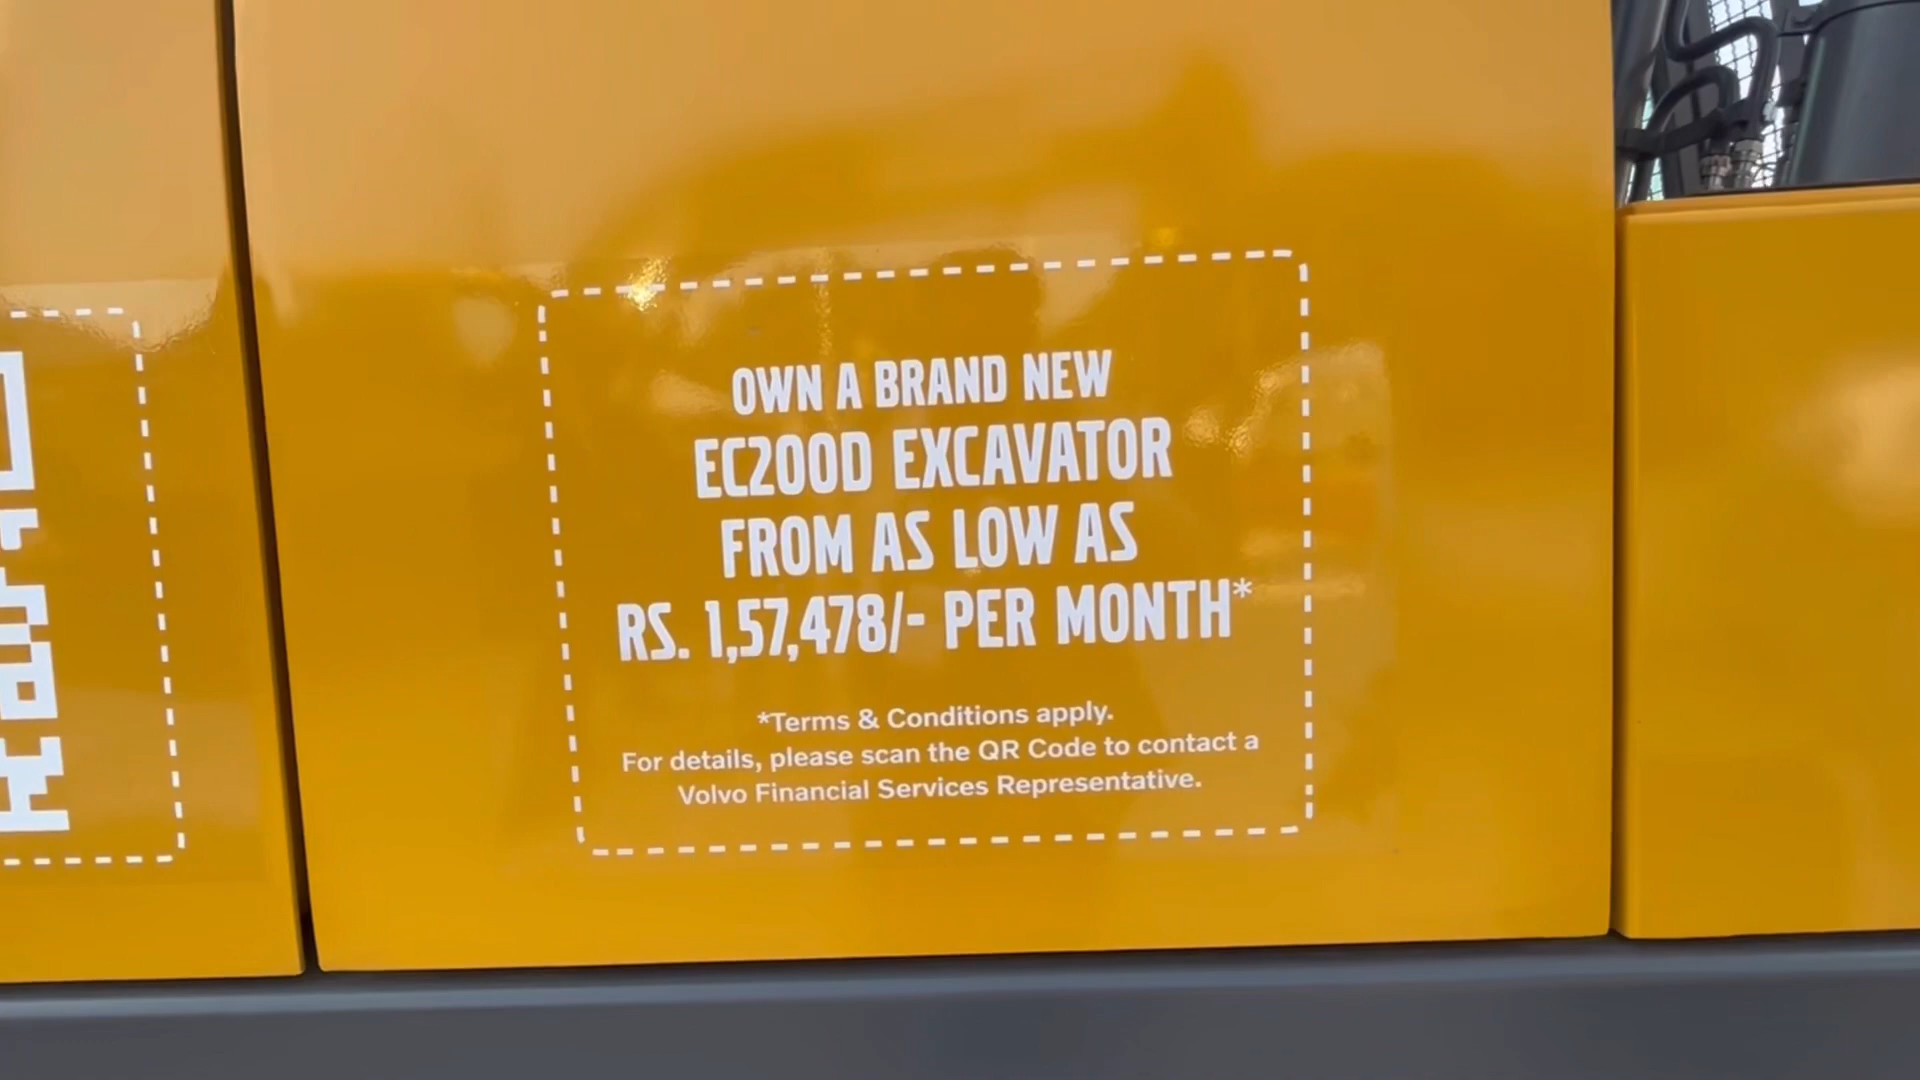 OWN A BRAND NEW
EC200D EXCAVATOR
FROM AS LOW AS
RS. 1,57,478/- PER MONTH*
*Terms & Conditions apply.
For details, please scan the QR Code to contact a
Volvo Financial Services Representative.